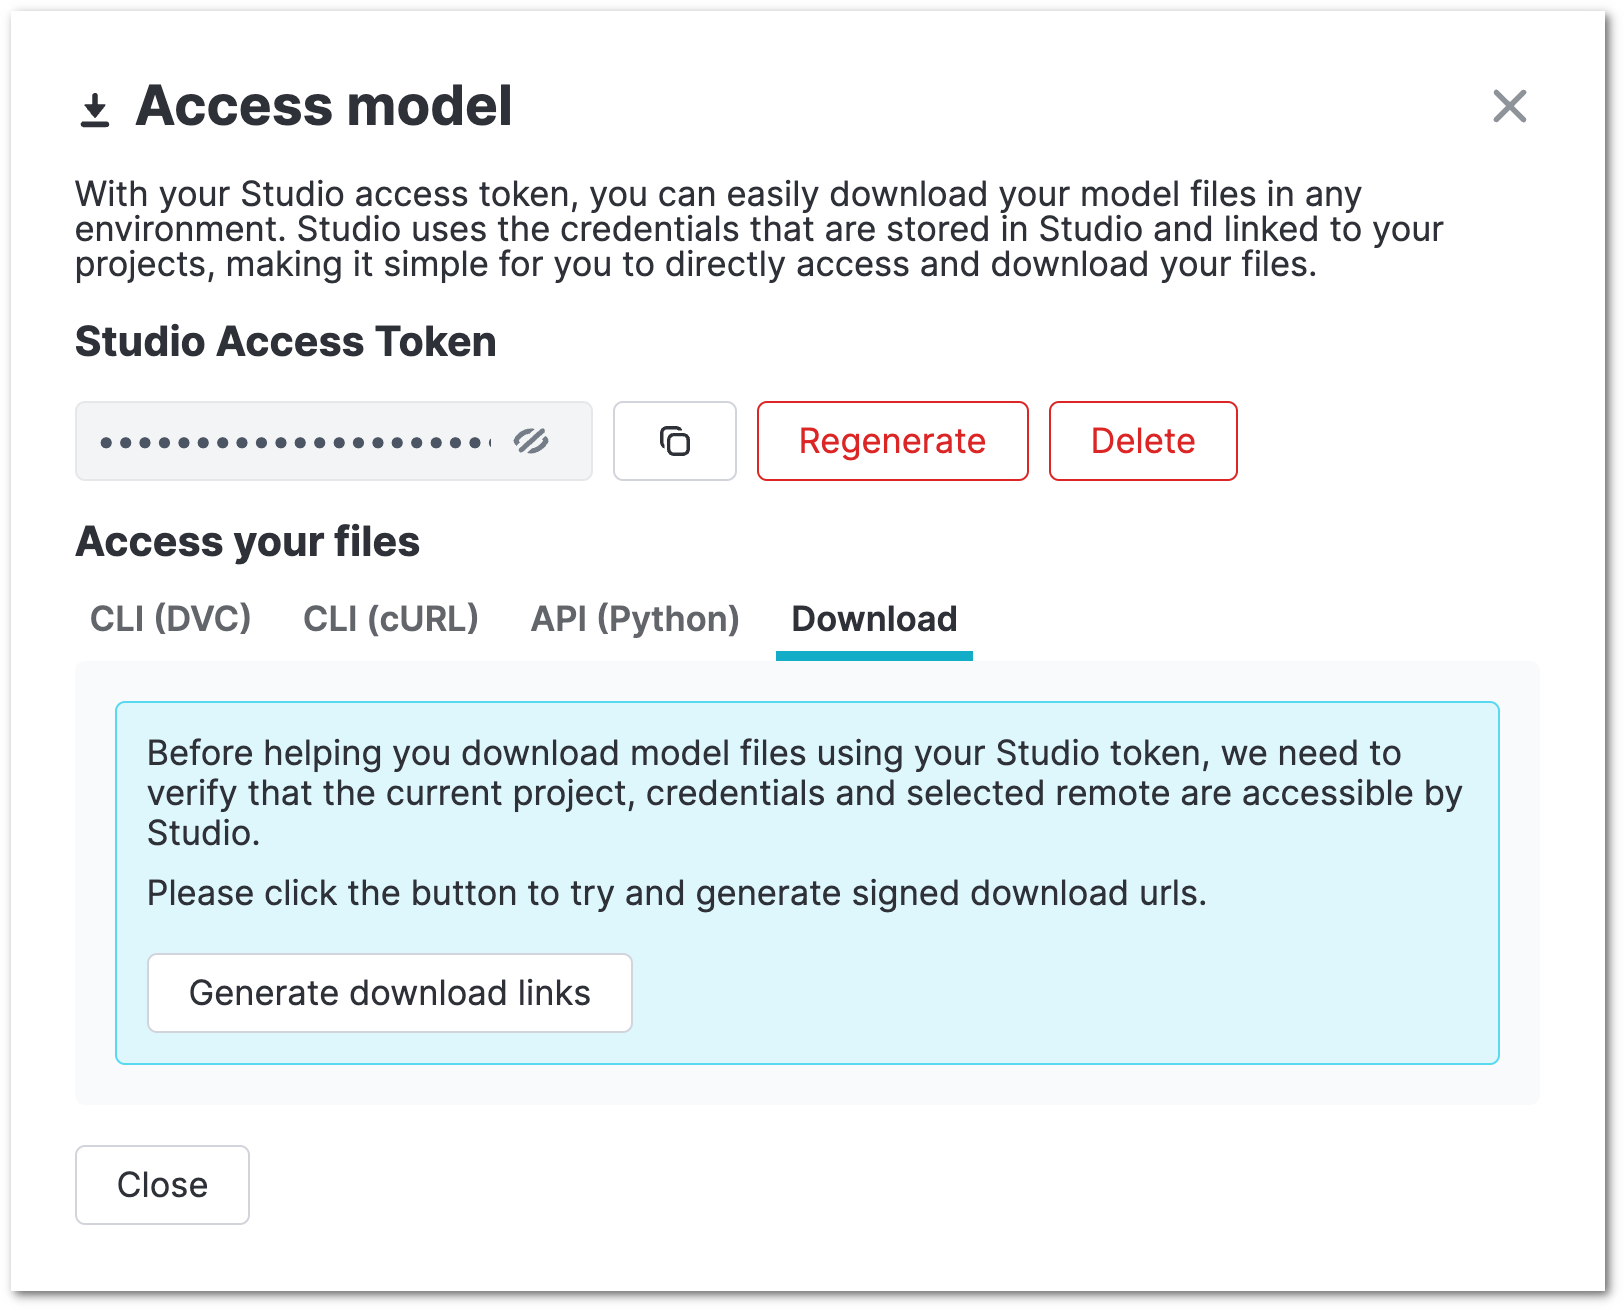 Access model
With your Studio access token, you can easily download your model files in any
environment. Studio uses the credentials that are stored in Studio and linked to your
projects, making it simple for you to directly access and download your files.
Studio Access Token
Regenerate
Delete
Access your files
CLI (DVC)
CLI (cURL)
API (Python)
Download
Before helping you download model files using your Studio token, we need to
verify that the current project, credentials and selected remote are accessible by
Studio.
Please click the button to try and generate signed download urls.
Generate download links
Close